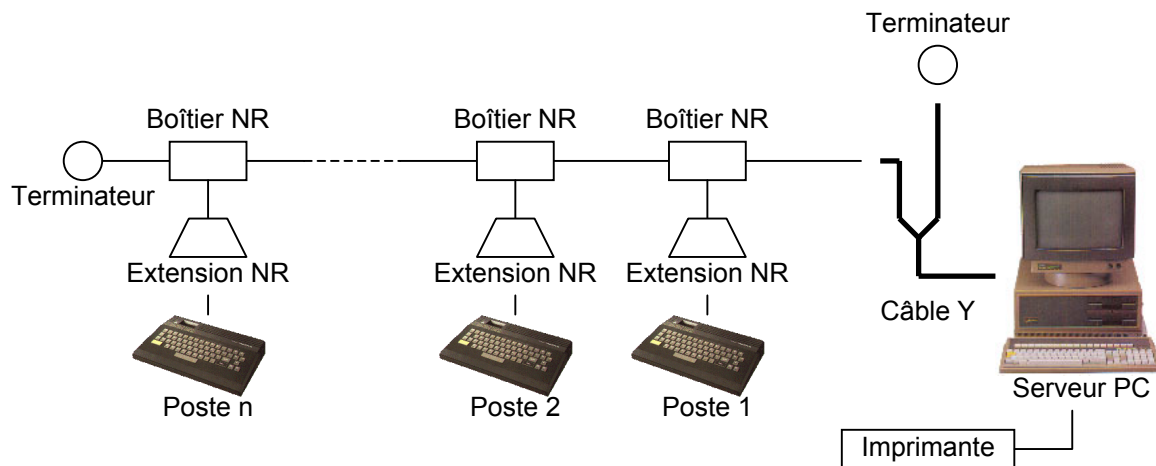 Terminateur
Boîtier NR
Boîtier NR
Boîtier NR
Terminateur
Extension NR
Extension NR
Extension NR
Câble Y
Poste n
Poste 2
Poste 1
Serveur PC
Imprimante